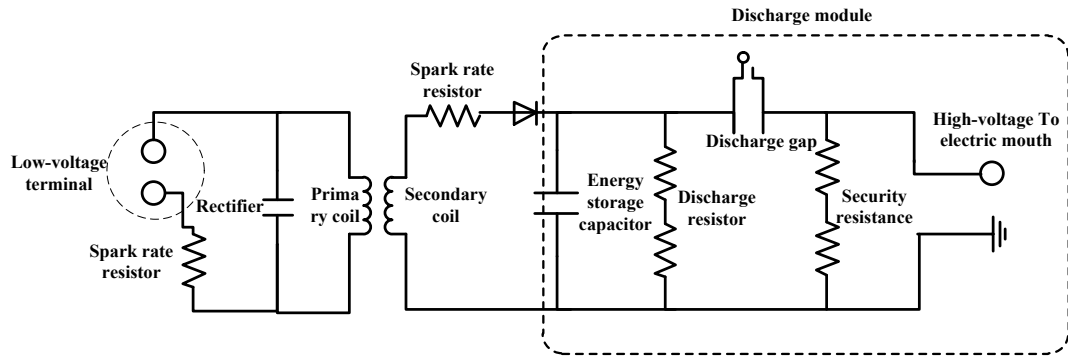 Discharge module
Spark rate
resistor
Low-voltage
terminal
Rectifier
Prima
ry coil
Secondary
coil
Spark rate
resistor
Energy
storage
capacitor
Discharge
resistor
Discharge gap
Security
resistance
High-voltage To
electric mouth